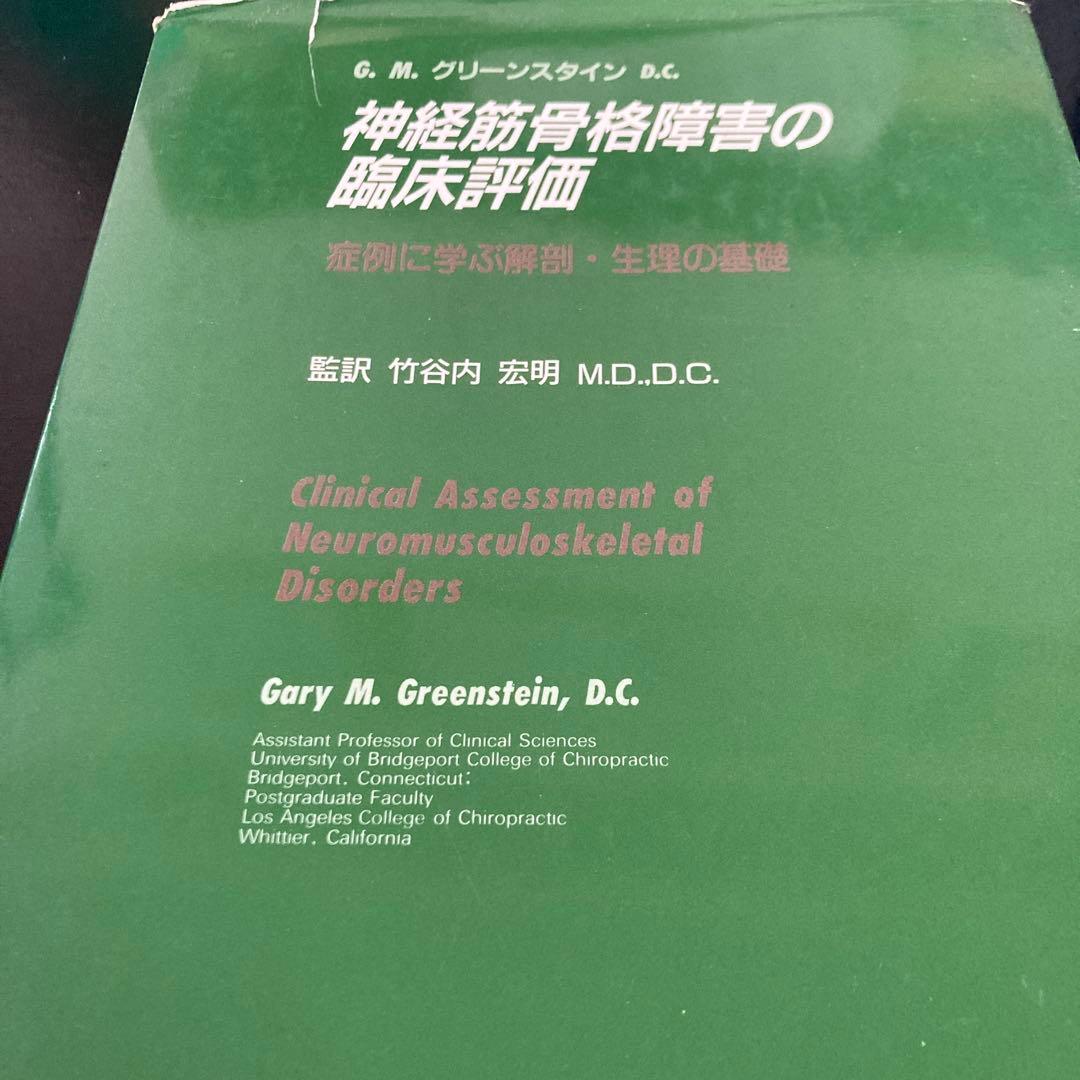 G. M. グリーンスタイン D.C.
神経筋骨格障害の
臨床評価
症例に学ぶ解剖・生理の基礎
監訳 竹谷内 宏明 M.D.,D.C.
Clinical Assessment of
Neuromusculoskeletal
Disorders
Gary M. Greenstein, D.C.
Assistant Professor of Clinical Sciences
University of Bridgeport College of Chiropractic
Bridgeport, Connecticut;
Postgraduate Faculty
Los Angeles College of Chiropractic
Whittier, California